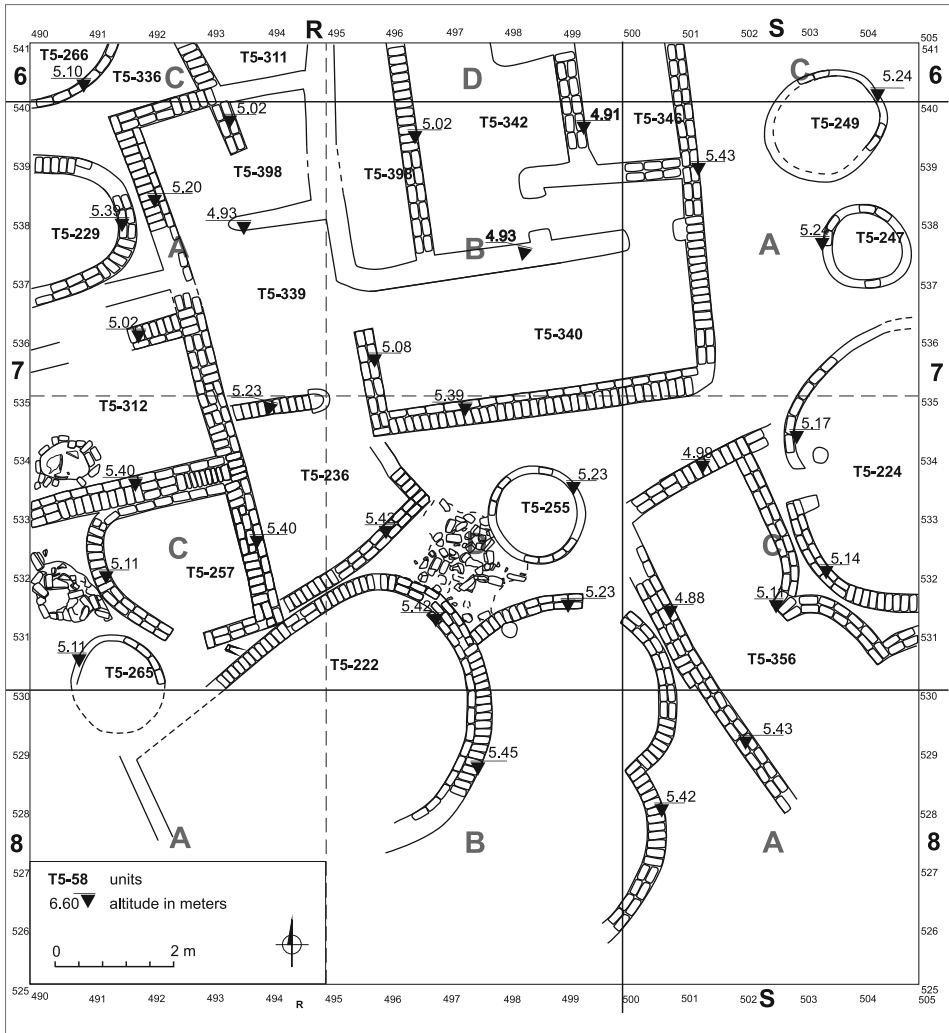 490 491 492 493 494 R 495 496 497 498 499 500 501 S 502 503 504 505
541 T5-266 T5-311 541
6 5.10 T5-336 C D C 5.24 6
540 5.02 5.02 T5-342 4.91 T5-346 T5-249 540
539 T5-398 T5-398 5.43 539
5.20
5.39 4.93
538 T5-229 A 4.93 B A 5.24 T5-247 538
537 T5-339 537
536 5.02 5.08 T5-340 536
7 7
535 T5-312 5.23 5.39 535
5.17
534 5.40 T5-236 4.99 T5-224 534
5.23
533 5.40 5.42 T5-255 533
C C
532 5.11 T5-257 5.14 532
5.42 5.23 4.88 5.11
531 5.11 T5-222 T5-356 531
T5-265
530 530
529 5.45 5.43 529
528 5.42 528
8 A B A 8
527 T5-58 units 527
6.60 altitude in meters
526 526
0 2 m
525 525
490 491 492 493 494 R 495 496 497 498 499 500 501 502 S 503 504 505